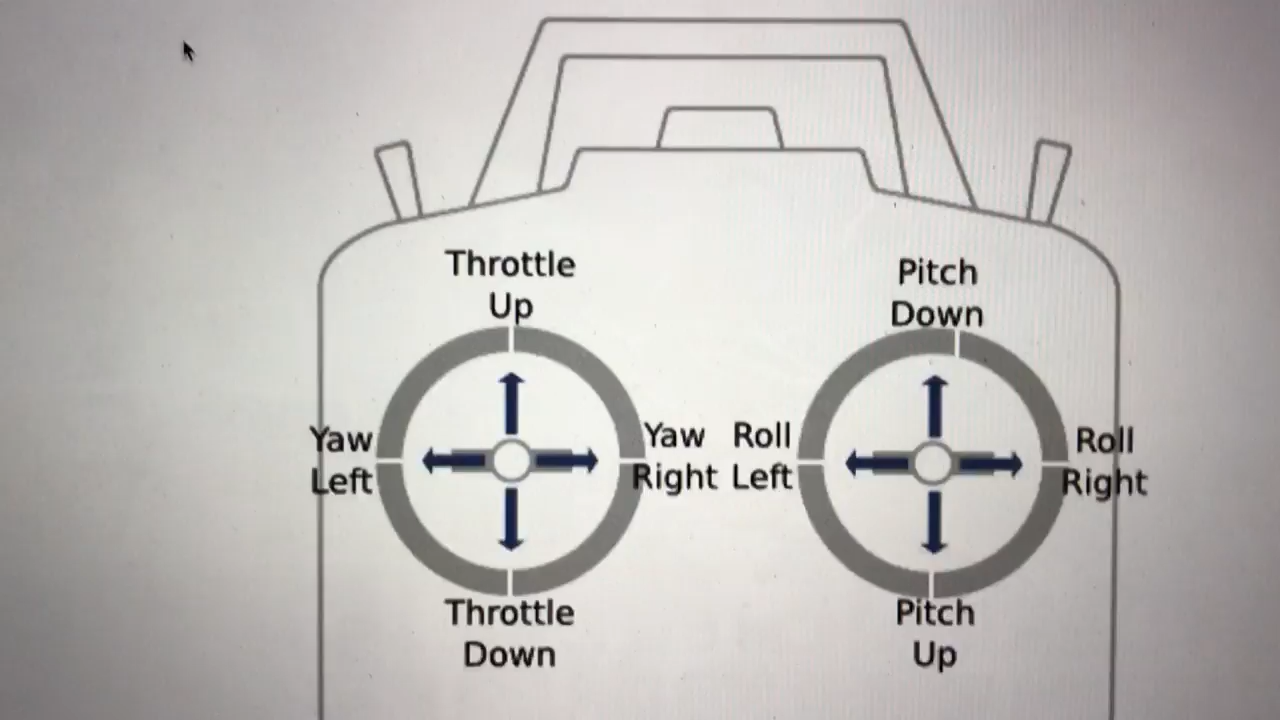 Throttle
Up
Pitch
Down
Yaw
Left
Yaw
Right
Roll
Left
Roll
Right
Throttle
Down
Pitch
Up